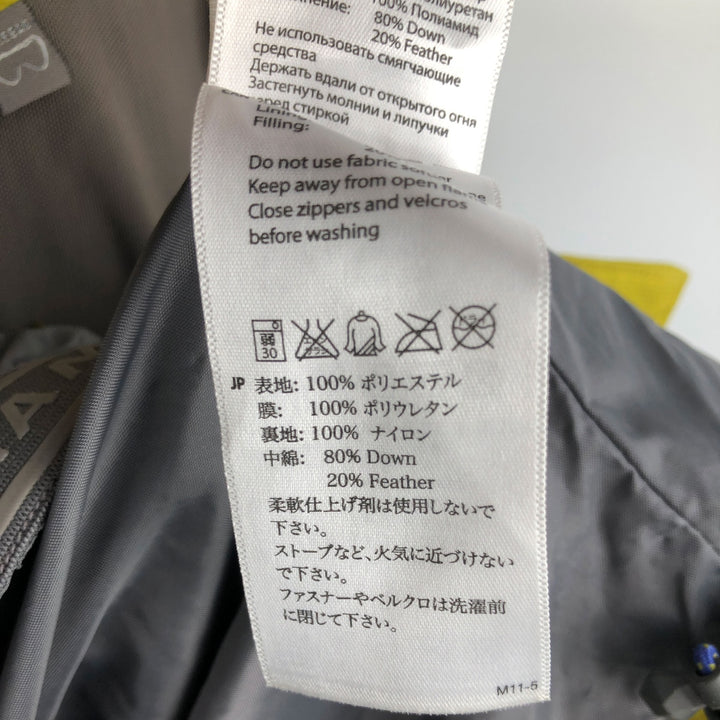 100% Полиамид
80% Down
20% Feather
Не использовать смягчающие
средства
Держать вдали от открытого огня
Застегнуть молнии и липучки
перед стиркой
Filling:
Do not use fabric
Keep away from open flame
Close zippers and velcros
before washing
弱
30
JP 表地: 100% ポリエステル
膜: 100% ポリウレタン
裏地: 100% ナイロン
中綿: 80% Down
20% Feather
柔軟仕上げ剤は使用しないで
下さい。
ストーブなど、火気に近づけない
で下さい。
ファスナーやベルクロは洗濯前
に閉じて下さい。
M11-5